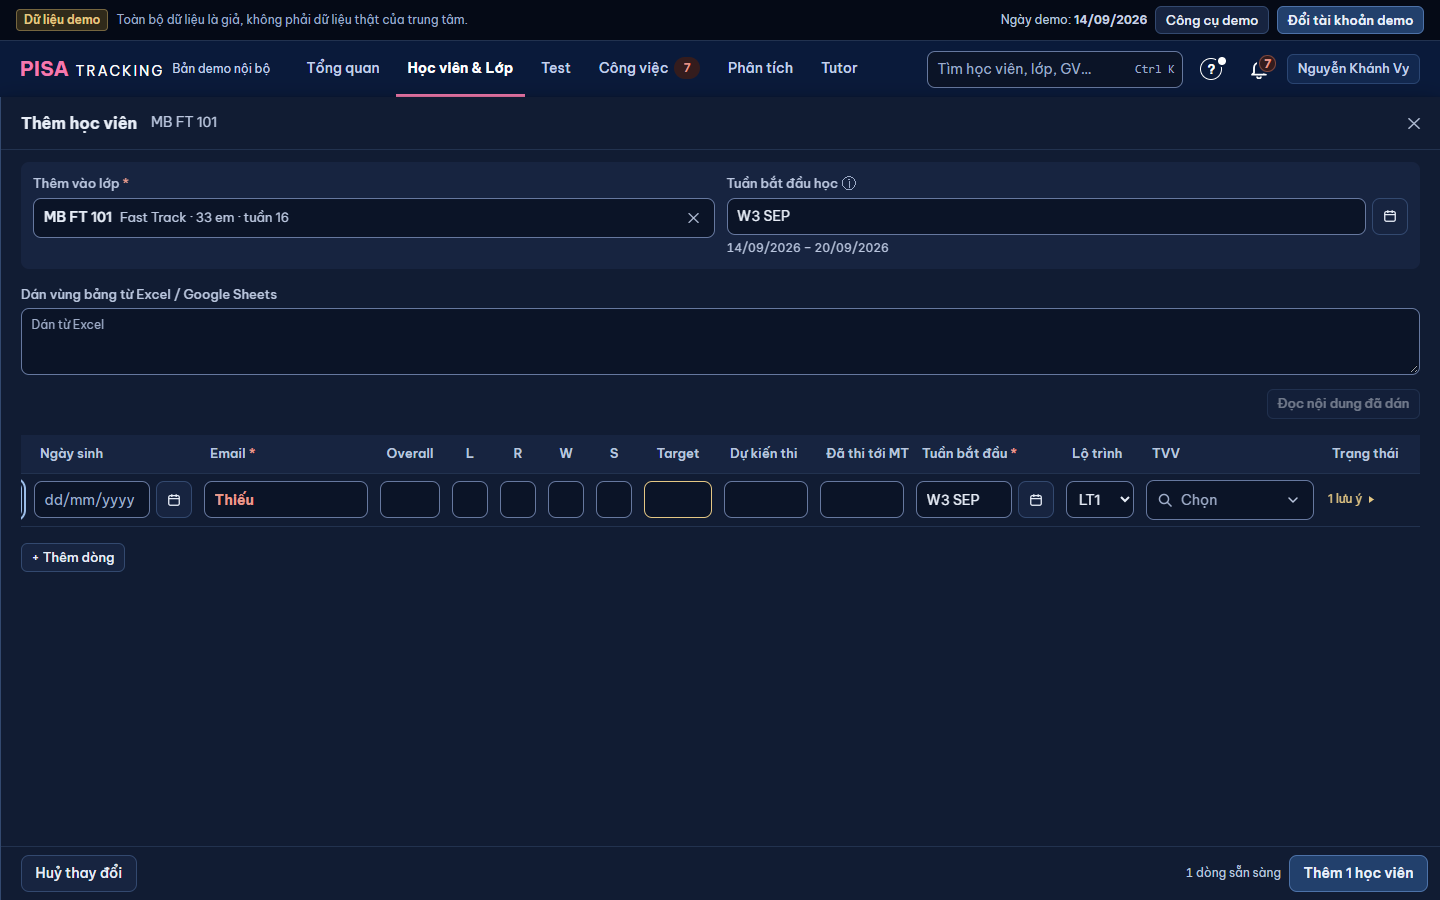 Dữ liệu demo Toàn bộ dữ liệu là giả, không phải dữ liệu thật của trung tâm. Ngày demo: 14/09/2026 Công cụ demo Đổi tài khoản demo
PISA TRACKING Bản demo nội bộ Tổng quan Học viên & Lớp Test Công việc 7 Phân tích Tutor Tìm học viên, lớp, GV... Ctrl K ? 7 Nguyễn Khánh Vy
Thêm học viên MB FT 101
Thêm vào lớp * Tuần bắt đầu học
MB FT 101 Fast Track · 33 em · tuần 16 W3 SEP
14/09/2026 – 20/09/2026
Dán vùng bảng từ Excel / Google Sheets
Dán từ Excel
Đọc nội dung đã dán
Ngày sinh Email * Overall L R W S Target Dự kiến thi Đã thi tới MT Tuần bắt đầu * Lộ trình TVV Trạng thái
dd/mm/yyyy Thiếu W3 SEP LT1 Chọn 1 lưu ý
+ Thêm dòng
Huỷ thay đổi 1 dòng sẵn sàng Thêm 1 học viên